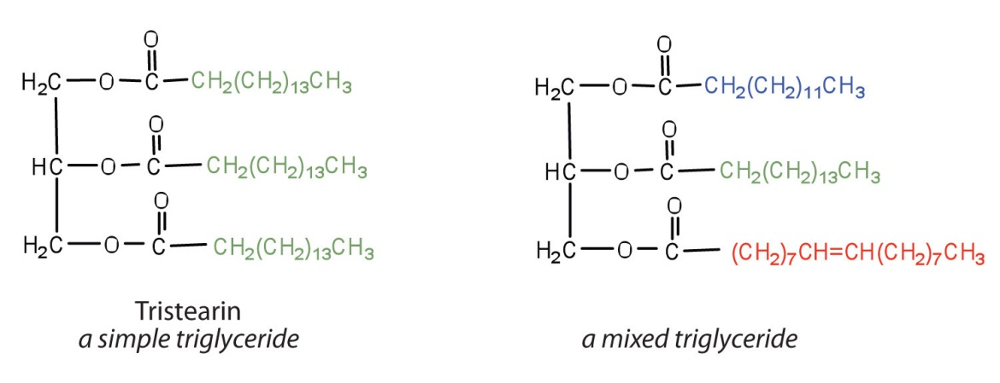 O
H₂C—O—C—CH₂(CH₂)₁₃CH₃
O
HC—O—C—CH₂(CH₂)₁₃CH₃
O
H₂C—O—C—CH₂(CH₂)₁₃CH₃
Tristearin
a simple triglyceride
O
H₂C—O—C—CH₂(CH₂)₁₁CH₃
O
HC—O—C—CH₂(CH₂)₁₃CH₃
O
H₂C—O—C—(CH₂)₇CH=CH(CH₂)₇CH₃
a mixed triglyceride